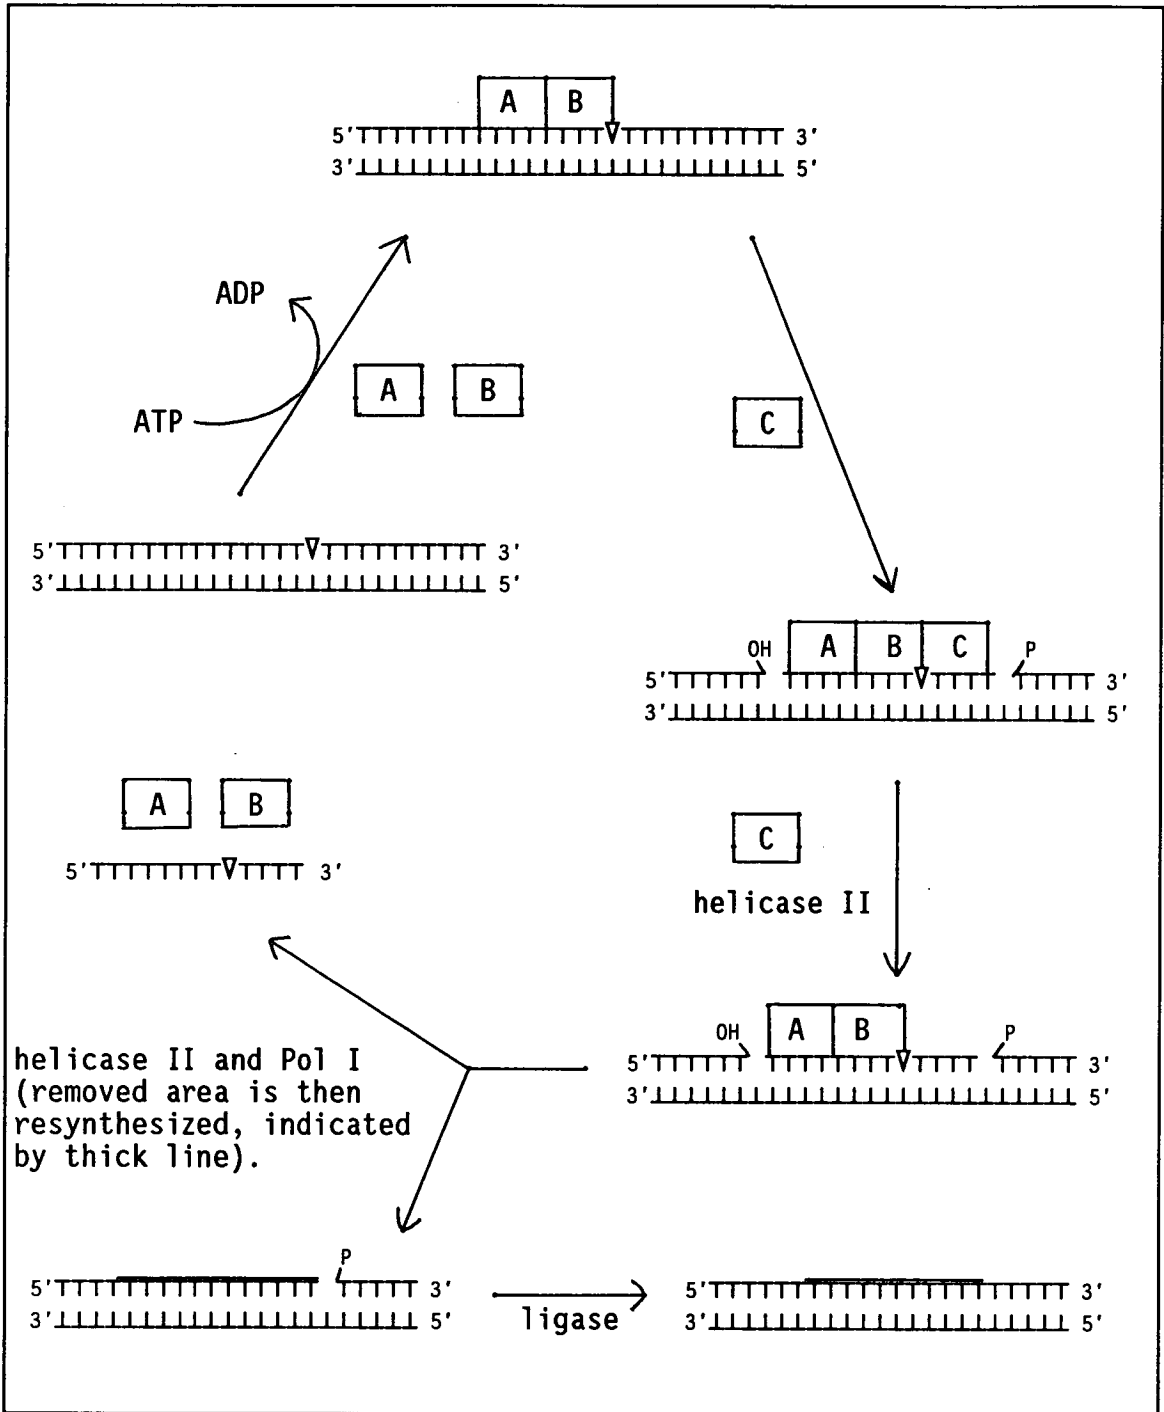 A B
5' 3'
3' 5'
ADP
A B
ATP
C
5' 3'
3' 5'
OH A B C P
5' 3'
3' 5'
A B
C
5' 3'
helicase II
OH A B P
5' 3'
3' 5'
helicase II and Pol I
(removed area is then
resynthesized, indicated
by thick line).
P
5' 3'
3' 5'
ligase
5' 3'
3' 5'